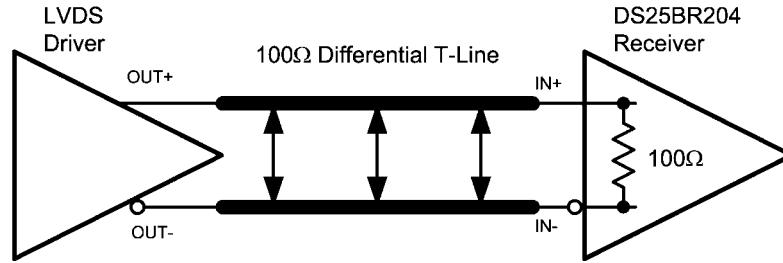 LVDS
Driver
DS25BR204
Receiver
100Ω Differential T-Line
OUT+
IN+
100Ω
OUT-
IN-